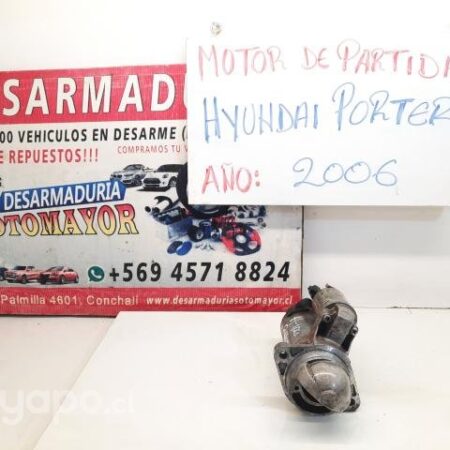 MOTOR DE PARTIDA
HYUNDAI PORTER
AÑO: 2006
DESARMADU
00 VEHICULOS EN DESARME (
E REPUESTOS!!!
COMPRAMOS TU V
DESARMADURIA
OTOMAYOR
+569 4571 8824
Palmilla 4601, Conchalí
www.desarmaduriasotomayor.cl
yapo.cl